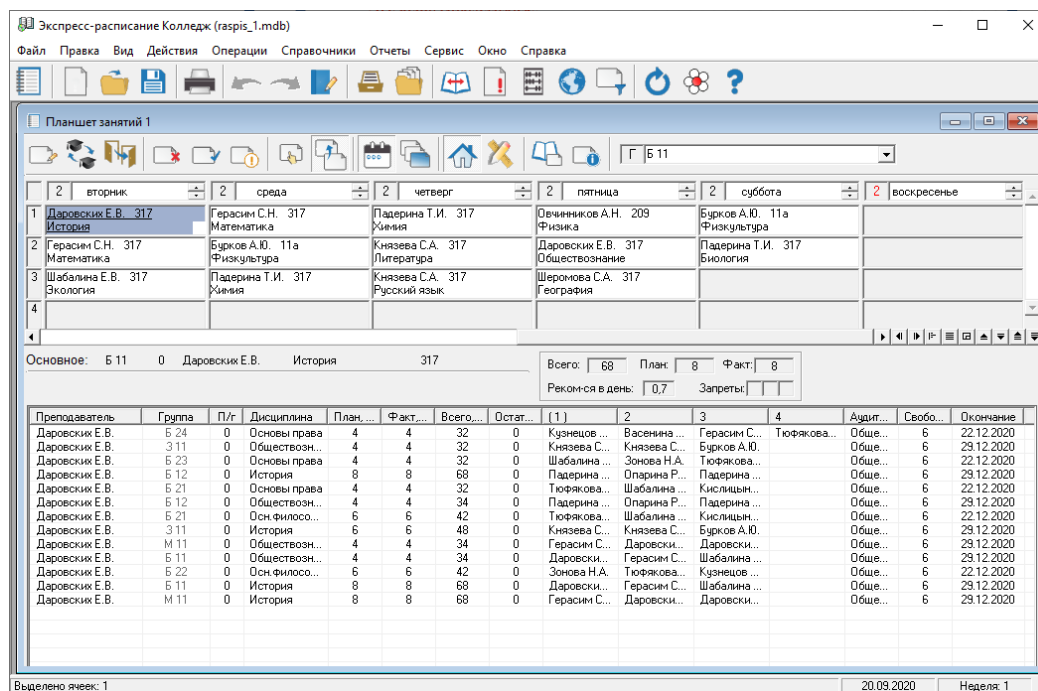 Экспресс-расписание Колледж (raspis_1.mdb)
Файл Правка Вид Действия Операции Справочники Отчеты Сервис Окно Справка
Планшет занятий 1
Г Б 11
2 вторник 2 среда 2 четверг 2 пятница 2 суббота 2 воскресенье
1 Даровских Е.В. 317 Герасим С.Н. 317 Падерина Т.И. 317 Овчинников А.Н. 209 Бурков А.Ю. 11а
История Математика Химия Физика Физкультура
2 Герасим С.Н. 317 Бурков А.Ю. 11а Князева С.А. 317 Даровских Е.В. 317 Падерина Т.И. 317
Математика Физкультура Литература Обществознание Биология
3 Шабалина Е.В. 317 Падерина Т.И. 317 Князева С.А. 317 Шеромова С.А. 317
Экология Химия Русский язык География
4
Основное: Б 11 0 Даровских Е.В. История 317
Всего: 68 План: 8 Факт: 8
Реком-ся в день: 0,7 Запреты:
Преподаватель Группа П/г Дисциплина План, ... Факт,... Всего,... Остат... ( 1 ) 2 3 4 Аудит... Свобо... Окончание
Даровских Е.В. Б 24 0 Основы права 4 4 32 0 Кузнецов ... Васенина ... Герасим С... Тюфякова... Обще... 6 22.12.2020
Даровских Е.В. З 11 0 Обществозн... 4 4 32 0 Князева С... Князева С... Бурков А.Ю. Обще... 6 29.12.2020
Даровских Е.В. Б 23 0 Основы права 4 4 32 0 Шабалина ... Зонова Н.А. Тюфякова... Обще... 6 22.12.2020
Даровских Е.В. Б 12 0 История 8 8 68 0 Падерина ... Опарина Р... Падерина ... Обще... 6 29.12.2020
Даровских Е.В. Б 21 0 Основы права 4 4 32 0 Тюфякова... Шабалина ... Кислицын... Обще... 6 22.12.2020
Даровских Е.В. Б 12 0 Обществозн... 4 4 34 0 Падерина ... Опарина Р... Падерина ... Обще... 6 29.12.2020
Даровских Е.В. Б 21 0 Осн.филосо... 6 6 42 0 Тюфякова... Шабалина ... Кислицын... Обще... 6 22.12.2020
Даровских Е.В. З 11 0 История 6 6 48 0 Князева С... Князева С... Бурков А.Ю. Обще... 6 29.12.2020
Даровских Е.В. М 11 0 Обществозн... 4 4 34 0 Герасим С... Даровски... Даровски... Обще... 6 29.12.2020
Даровских Е.В. Б 11 0 Обществозн... 4 4 34 0 Даровски... Герасим С... Шабалина ... Обще... 6 29.12.2020
Даровских Е.В. Б 22 0 Осн.филосо... 6 6 42 0 Зонова Н.А. Тюфякова... Кузнецов ... Обще... 6 22.12.2020
Даровских Е.В. Б 11 0 История 8 8 68 0 Даровски... Герасим С... Шабалина ... Обще... 6 29.12.2020
Даровских Е.В. М 11 0 История 8 8 68 0 Герасим С... Даровски... Даровски... Обще... 6 29.12.2020
Выделено ячеек: 1 20.09.2020 Неделя: 1